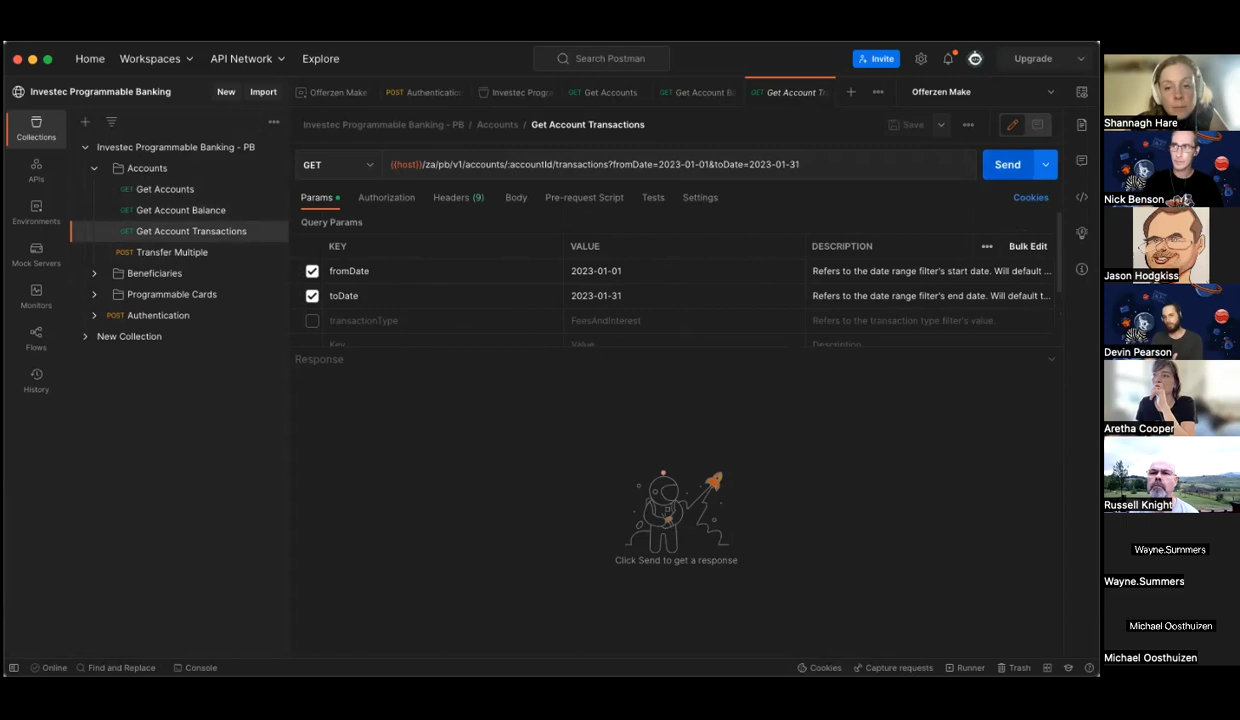 Home
Workspaces
API Network
Explore
Search Postman
Invite
Upgrade
Investec Programmable Banking
New
Import
Offerzen Make
POST Authentication
Investec Progra
GET Get Accounts
GET Get Account Ba
GET Get Account Tra
Offerzen Make
Collections
APIs
Environments
Mock Servers
Monitors
Flows
History
Investec Programmable Banking - PB
Accounts
GET Get Accounts
GET Get Account Balance
GET Get Account Transactions
POST Transfer Multiple
Beneficiaries
Programmable Cards
Authentication
New Collection
Investec Programmable Banking - PB / Accounts / Get Account Transactions
Save
GET
{{host}}/za/pb/v1/accounts/:accountId/transactions?fromDate=2023-01-01&toDate=2023-01-31
Send
Params
Authorization
Headers (9)
Body
Pre-request Script
Tests
Settings
Cookies
Query Params
KEY
VALUE
DESCRIPTION
Bulk Edit
fromDate
2023-01-01
Refers to the date range filter's start date. Will default ...
toDate
2023-01-31
Refers to the date range filter's end date. Will default t...
transactionType
FeesAndInterest
Refers to the transaction type filter's value.
Key
Value
Description
Response
Click Send to get a response
Online
Find and Replace
Console
Cookies
Capture requests
Runner
Trash
Shannagh Hare
Nick Benson
Jason Hodgkiss
Devin Pearson
Aretha Cooper
Russell Knight
Wayne.Summers
Wayne.Summers
Michael Oosthuizen
Michael Oosthuizen